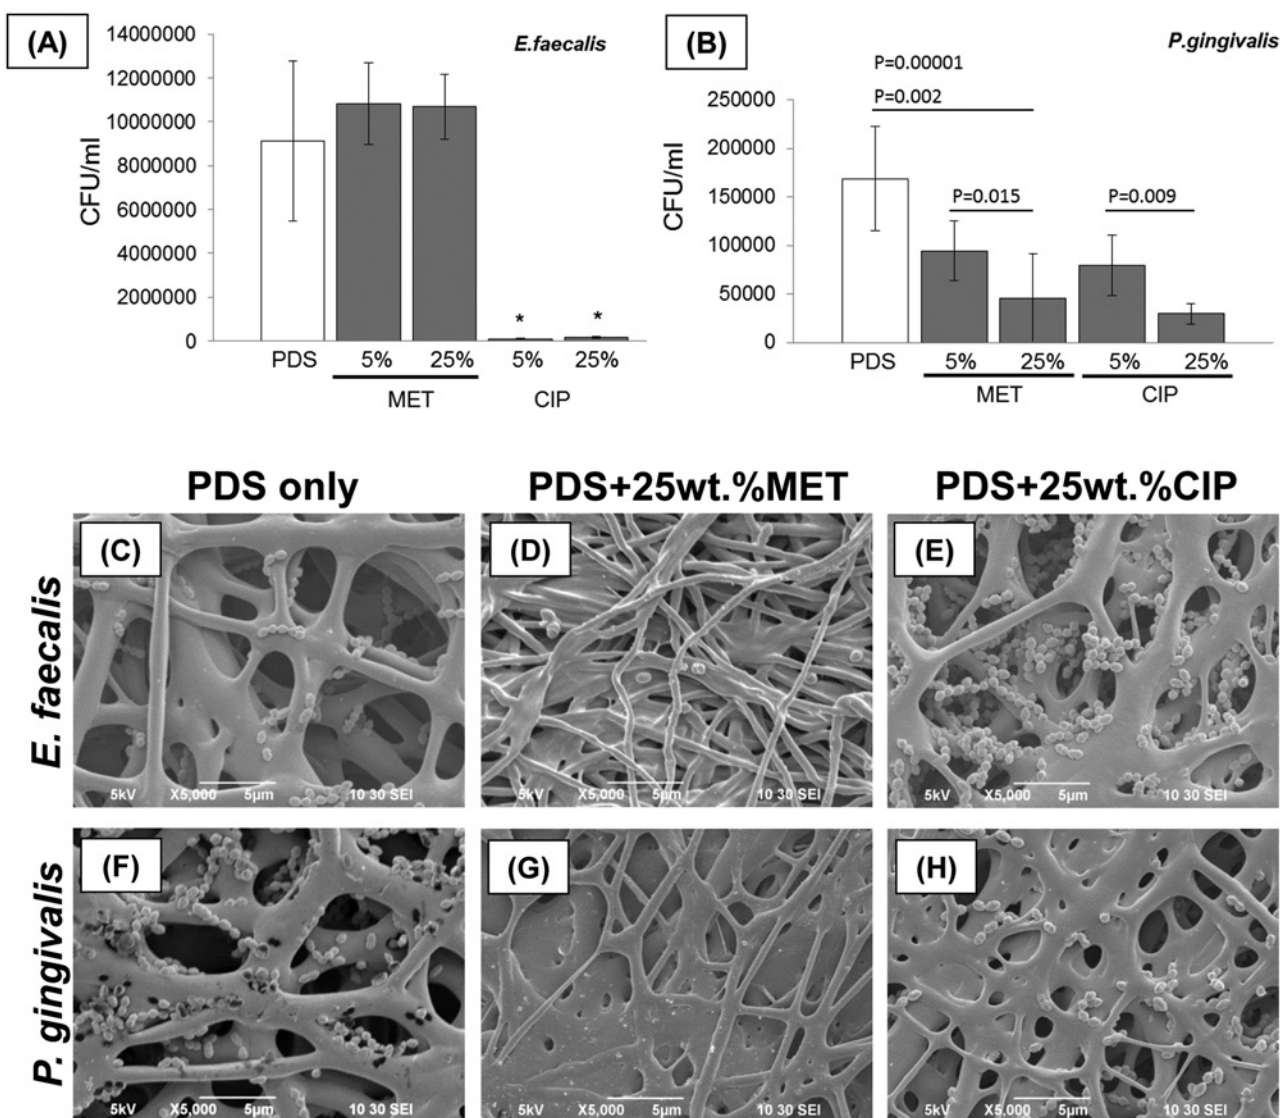 (A)
E.faecalis
CFU/ml
14000000
12000000
10000000
8000000
6000000
4000000
2000000
0
*
*
PDS
5%
25%
5%
25%
MET
CIP
(B)
P.gingivalis
P=0.00001
P=0.002
CFU/ml
250000
200000
150000
100000
50000
0
P=0.015
P=0.009
PDS
5%
25%
5%
25%
MET
CIP
PDS only
PDS+25wt.%MET
PDS+25wt.%CIP
E. faecalis
(C)
5kV X5,000 5µm 10 30 SEI
(D)
5kV X5,000 5µm 10 30 SEI
(E)
5kV X5,000 5µm 10 30 SEI
P. gingivalis
(F)
5kV X5,000 5µm 10 30 SEI
(G)
5kV X5,000 5µm 10 30 SEI
(H)
5kV X5,000 5µm 10 30 SEI